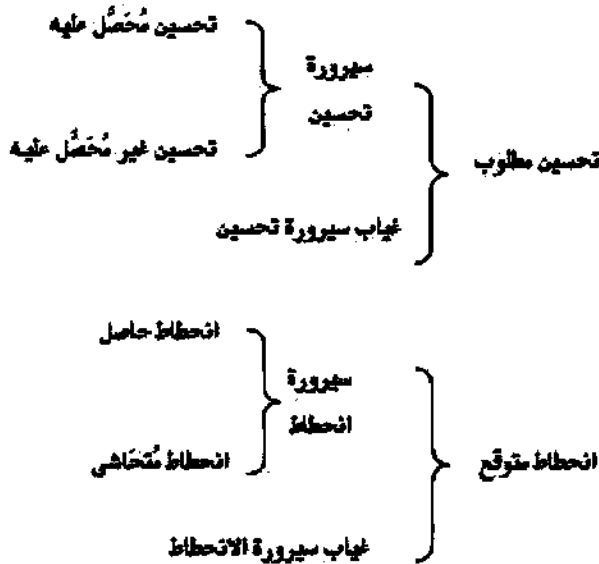 تحسين مُحَصَّل عليه
سيرورة
تحسين
تحسين غير مُحَصَّل عليه
تحسين مطلوب
غياب سيرورة تحسين
انحطاط حاصل
سيرورة
انحطاط
انحطاط مُتحَاشى
انحطاط متوقّع
غياب سيرورة الانحطاط